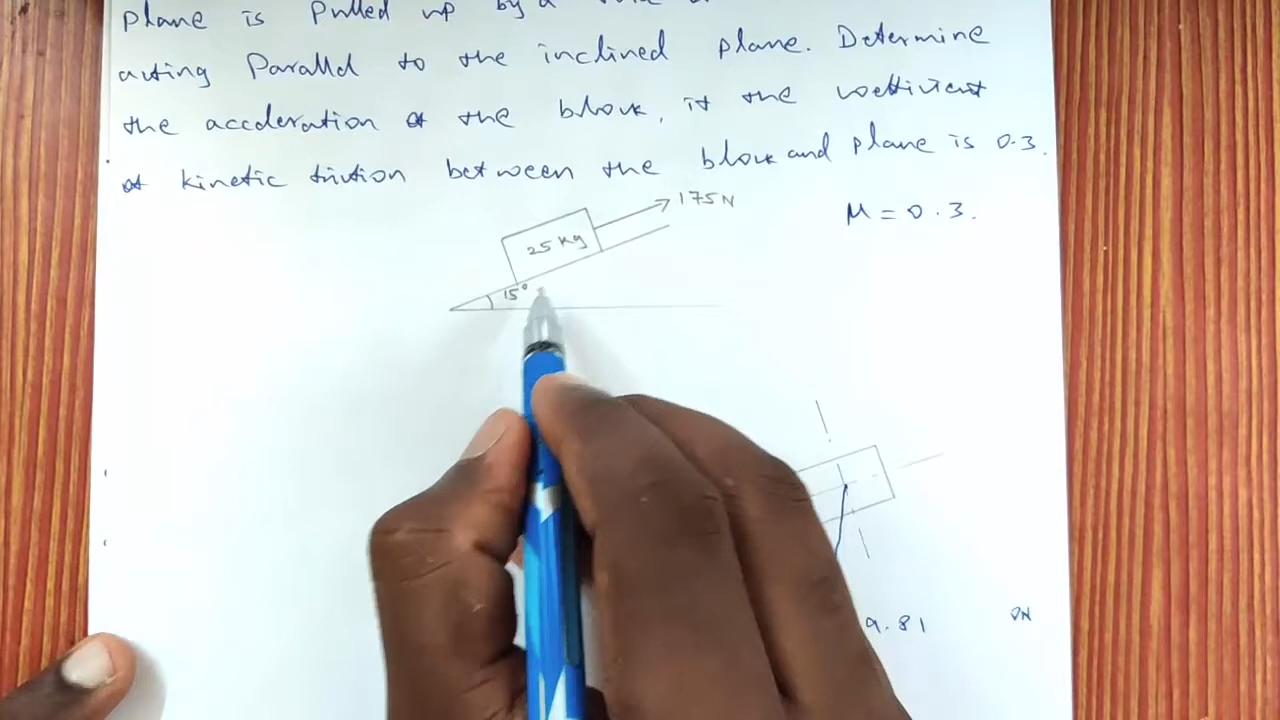 plane is Pulled up by a
acting Parallel to the inclined plane. Determine
the acceleration of the block, if the coefficient
of kinetic friction between the block and plane is 0.3.
175N
25 kg
μ = 0.3.
15°
9.81